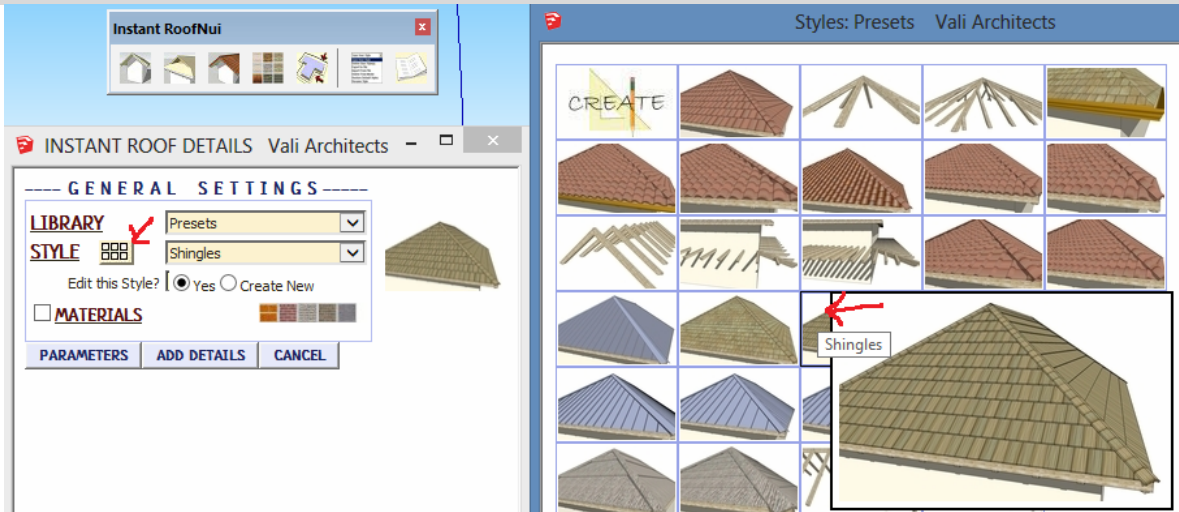 Instant RoofNui
x
Styles: Presets Vali Architects
CREATE
INSTANT ROOF DETAILS Vali Architects
---- GENERAL SETTINGS-----
LIBRARY Presets
STYLE Shingles
Edit this Style? Yes Create New
MATERIALS
PARAMETERS ADD DETAILS CANCEL
Shingles